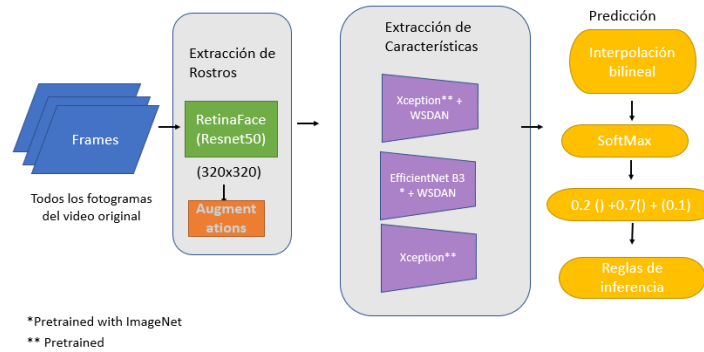 Frames
Todos los fotogramas
del video original
Extracción de
Rostros
RetinaFace
(Resnet50)
(320x320)
Augment
ations
Extracción de
Características
Xception** +
WSDAN
EfficientNet B3
* + WSDAN
Xception**
Predicción
Interpolación
bilineal
SoftMax
0.2 () +0.7() + (0.1)
Reglas de
inferencia
*Pretrained with ImageNet
** Pretrained